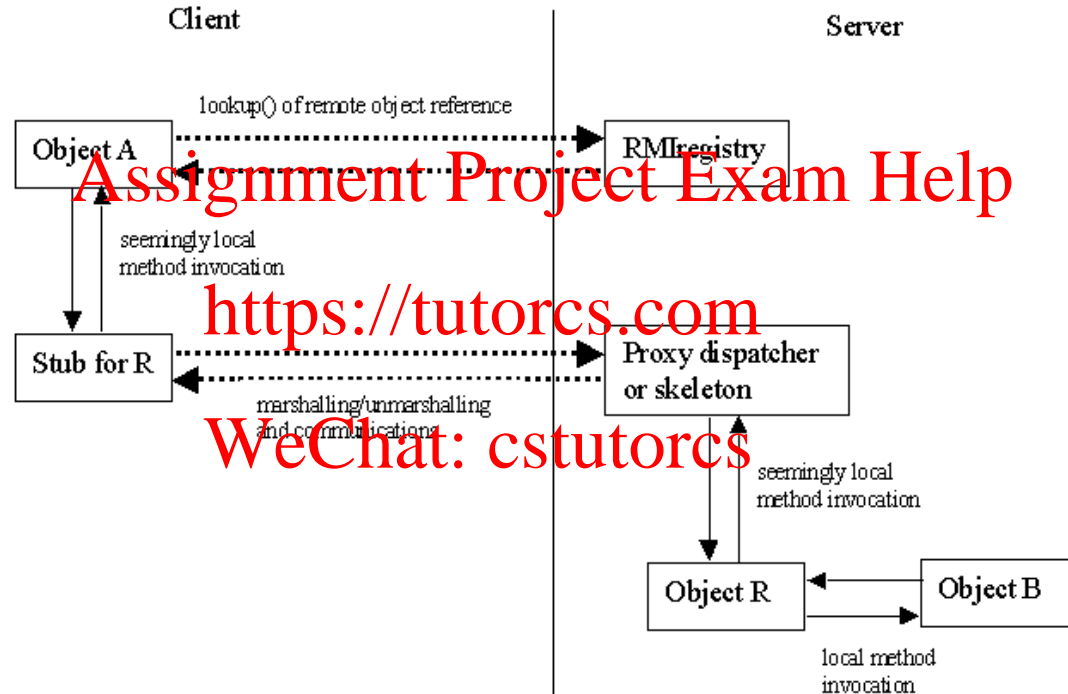 Client
Server
lookup() of remote object reference
Object A
RMIregistry
Assignment Project Exam Help
seemingly local
method invocation
https://tutorcs.com
Stub for R
Proxy dispatcher
or skeleton
marshalling/unmarshalling
and communications
WeChat: cstutorcs
seemingly local
method invocation
Object R
Object B
local method
invocation